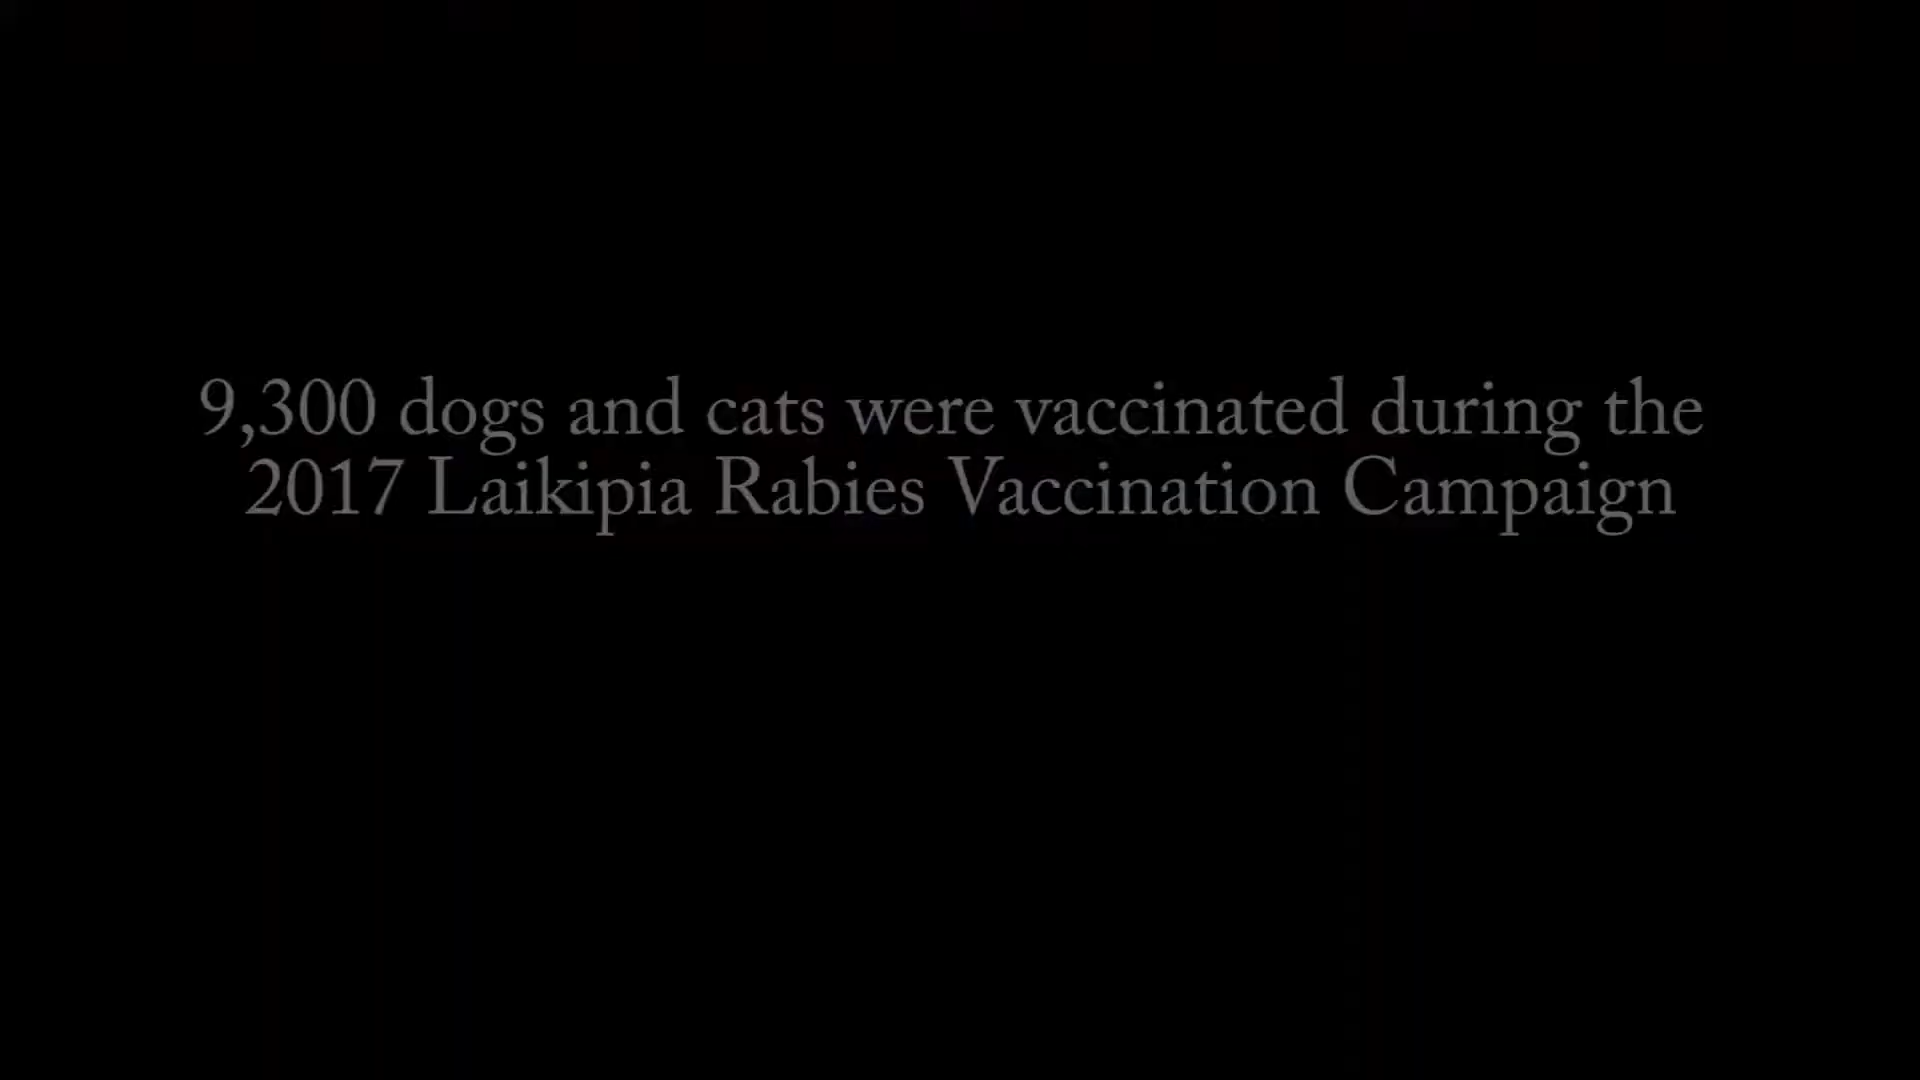 9,300 dogs and cats were vaccinated during the
2017 Laikipia Rabies Vaccination Campaign